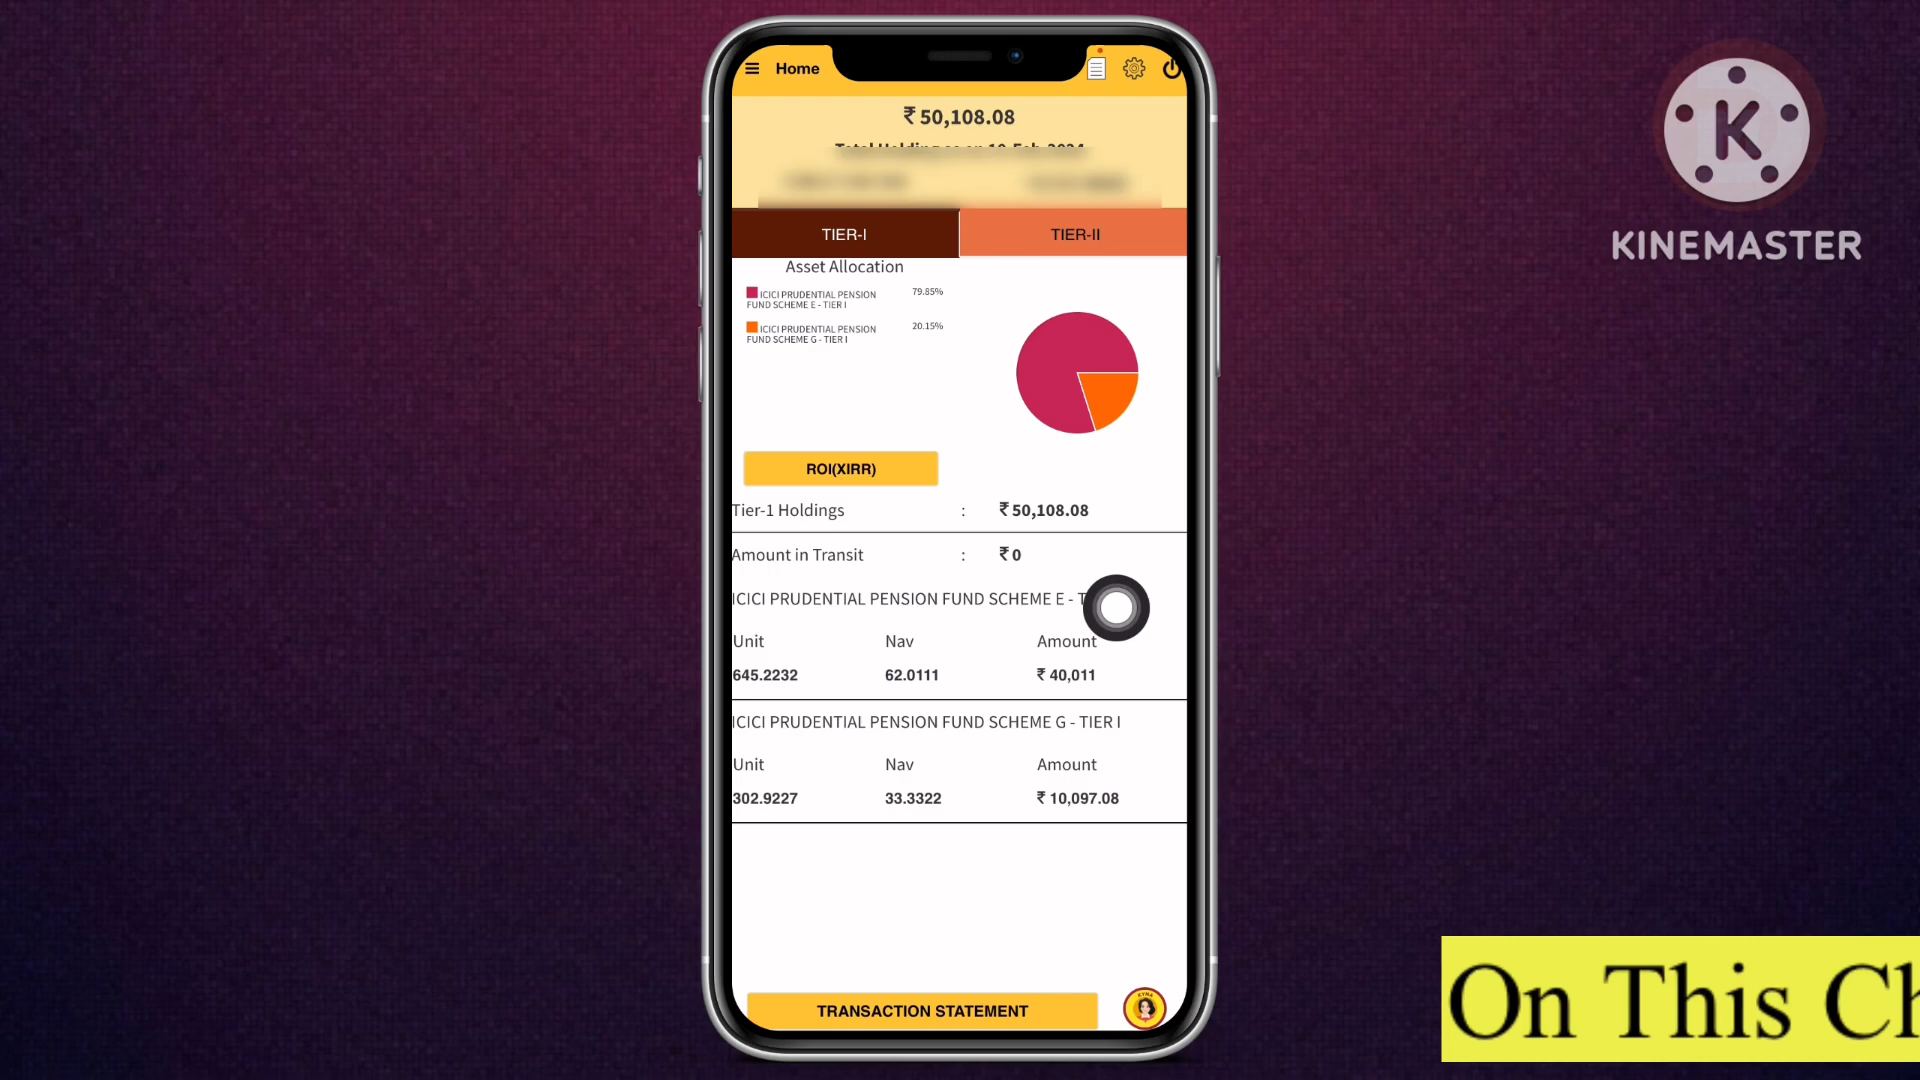 Home
₹ 50,108.08
TIER-I
TIER-II
Asset Allocation
ICICI PRUDENTIAL PENSION 79.85%
FUND SCHEME E - TIER I
ICICI PRUDENTIAL PENSION 20.15%
FUND SCHEME G - TIER I
ROI(XIRR)
Tier-1 Holdings : ₹ 50,108.08
Amount in Transit : ₹ 0
ICICI PRUDENTIAL PENSION FUND SCHEME E - T
Unit Nav Amount
645.2232 62.0111 ₹ 40,011
ICICI PRUDENTIAL PENSION FUND SCHEME G - TIER I
Unit Nav Amount
302.9227 33.3322 ₹ 10,097.08
TRANSACTION STATEMENT
K
KINEMASTER
On This Ch